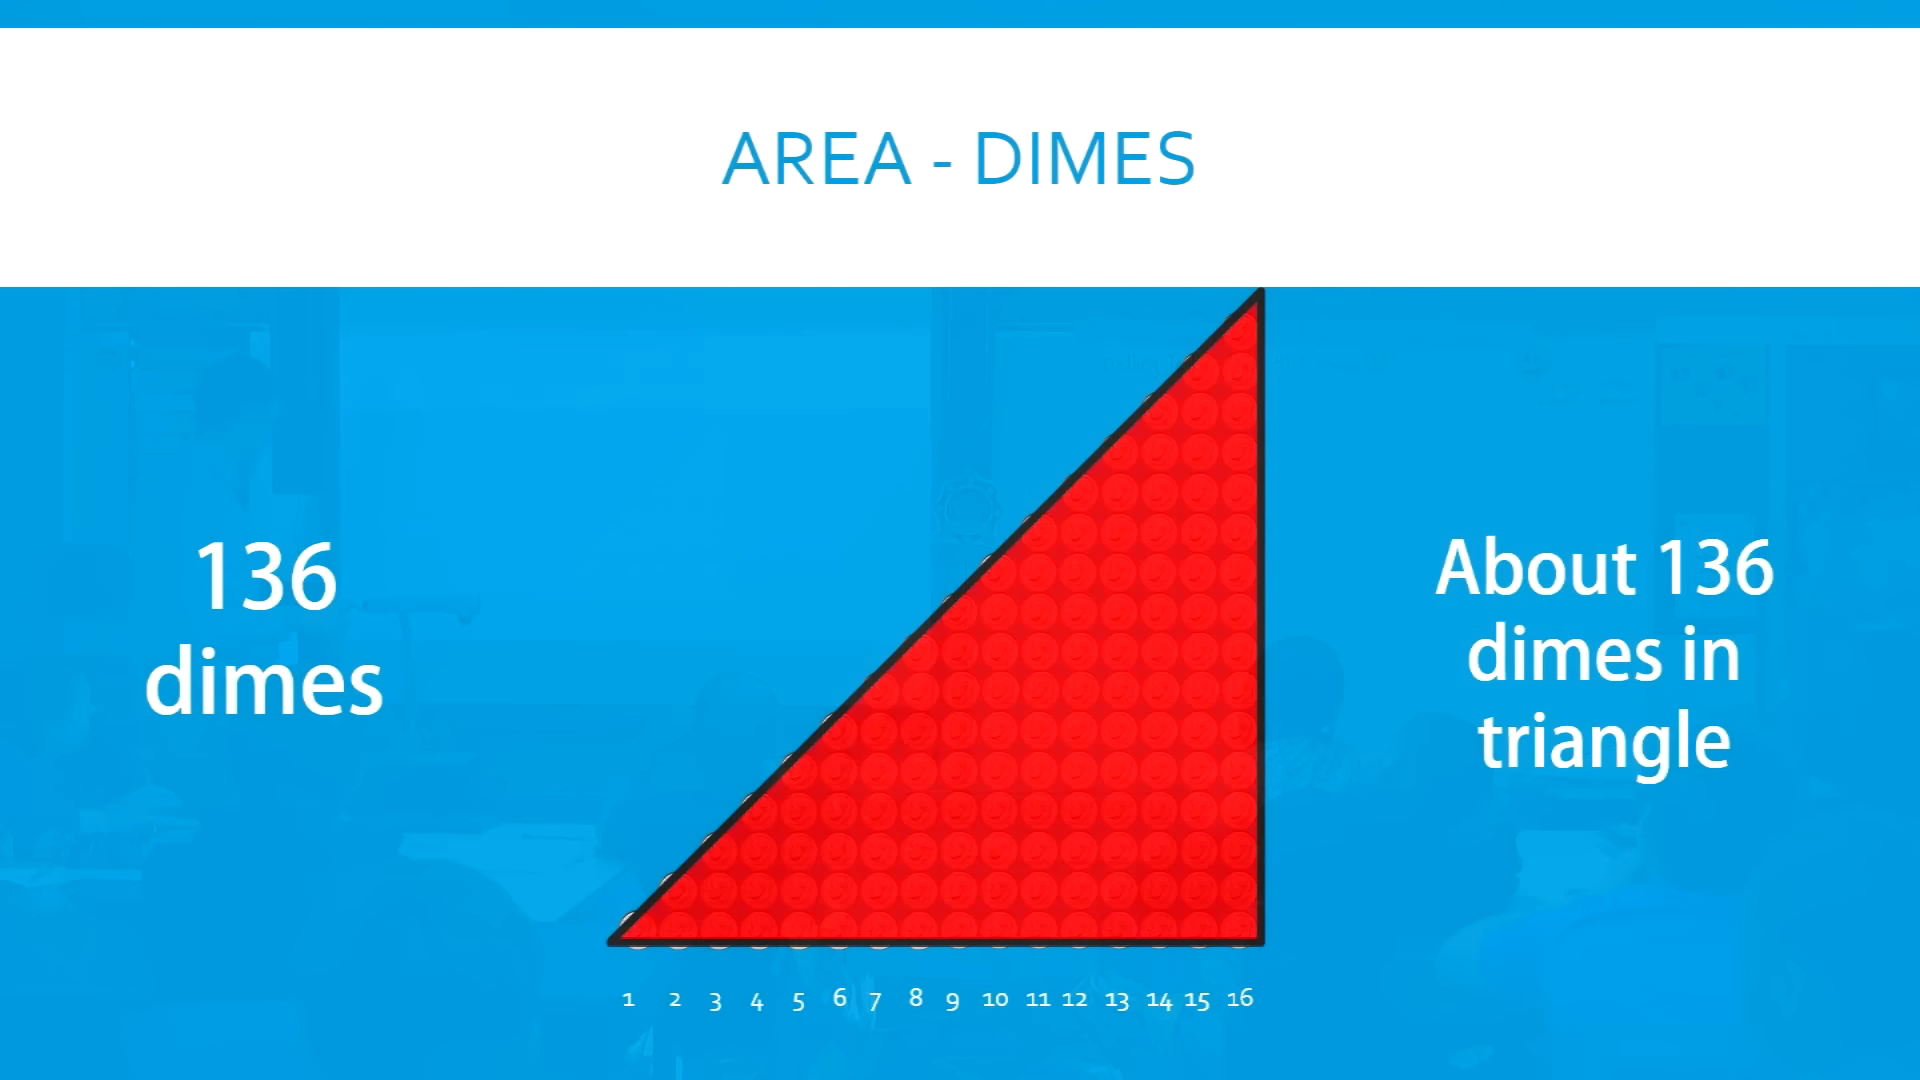 AREA - DIMES
136
dimes
About 136
dimes in
triangle
1 2 3 4 5 6 7 8 9 10 11 12 13 14 15 16